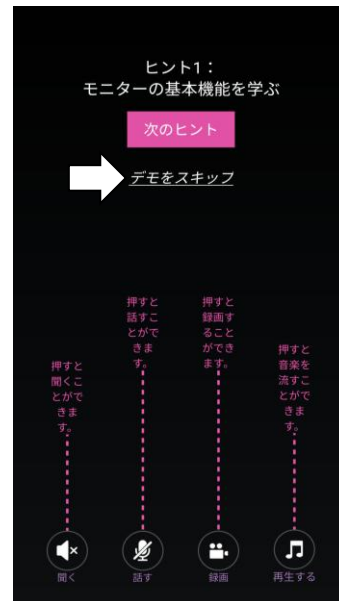 ヒント1：
モニターの基本機能を学ぶ
次のヒント
デモをスキップ
押すと
聞くこ
とがで
きま
す。
押すと
話すこ
とがで
きま
す。
押すと
録画す
ること
ができ
ます。
押すと
音楽を
流すこ
とがで
きま
す。
聞く
話す
録画
再生する